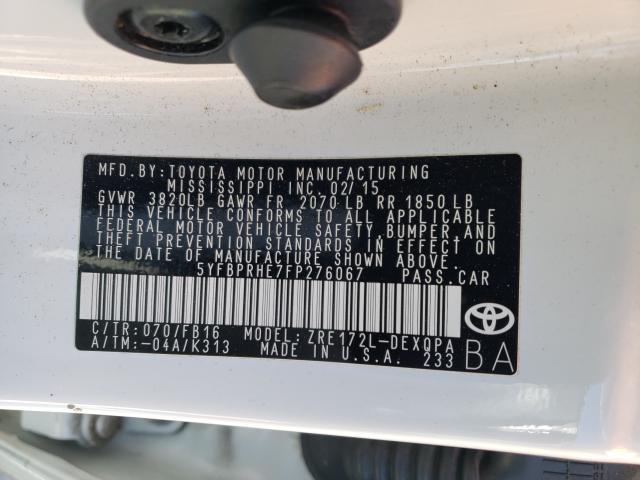 MFD.BY:TOYOTA MOTOR MANUFACTURING
MISSISSIPPI INC. 02/15
GVWR 3820LB GAWR FR 2070 LB RR 1850 LB
THIS VEHICLE CONFORMS TO ALL APPLICABLE
FEDERAL MOTOR VEHICLE SAFETY,BUMPER,AND
THEFT PREVENTION STANDARDS IN EFFECT ON
THE DATE OF MANUFACTURE SHOWN ABOVE.
5YFBPRHE7FP276067 PASS.CAR
C/TR:070/FB16 MODEL:ZRE172L-DEXQPA
A/TM:-04A/K313 MADE IN U.S.A. 233
BA